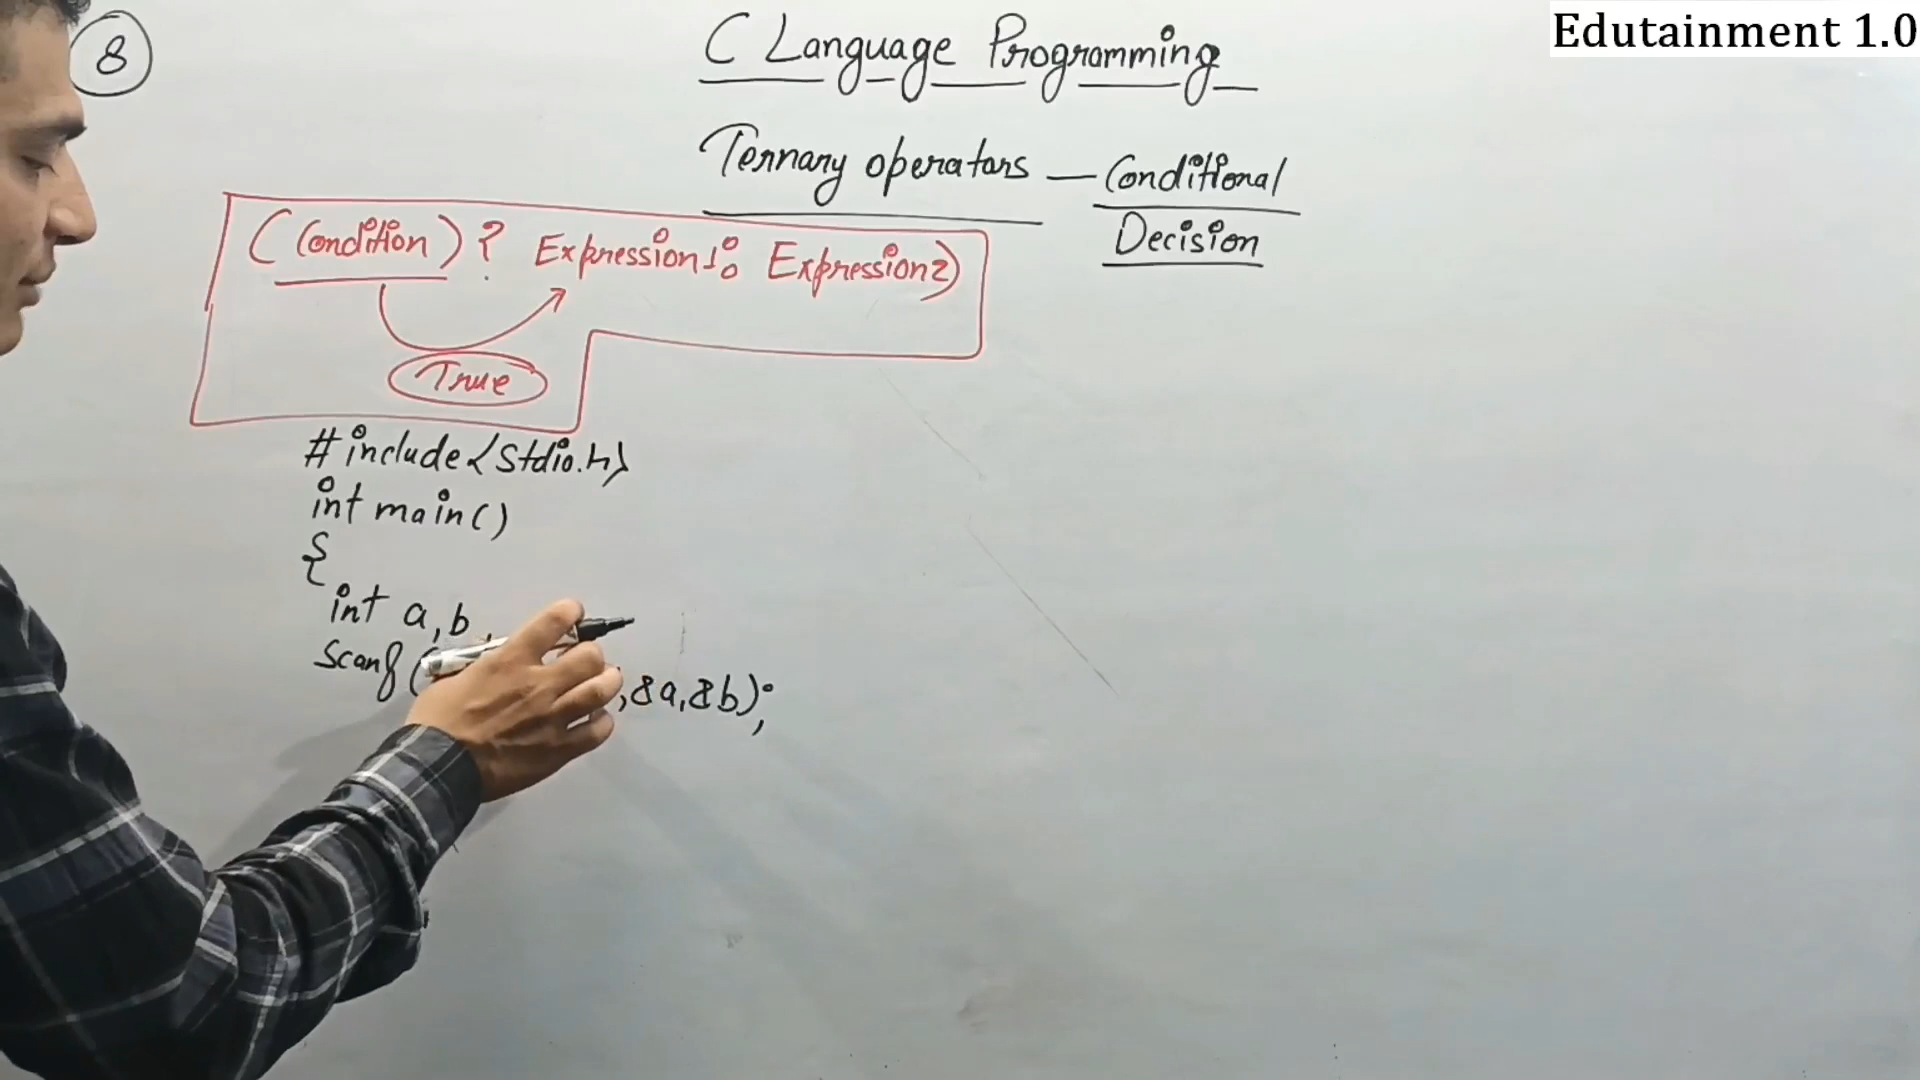 Edutainment 1.0
8
C Language Programming
Ternary operators — Conditional
Decision
(Condition) ? Expression1 : Expression2)
True
#include<stdio.h>
int main()
{
int a,b
scanf( ,&a,&b);